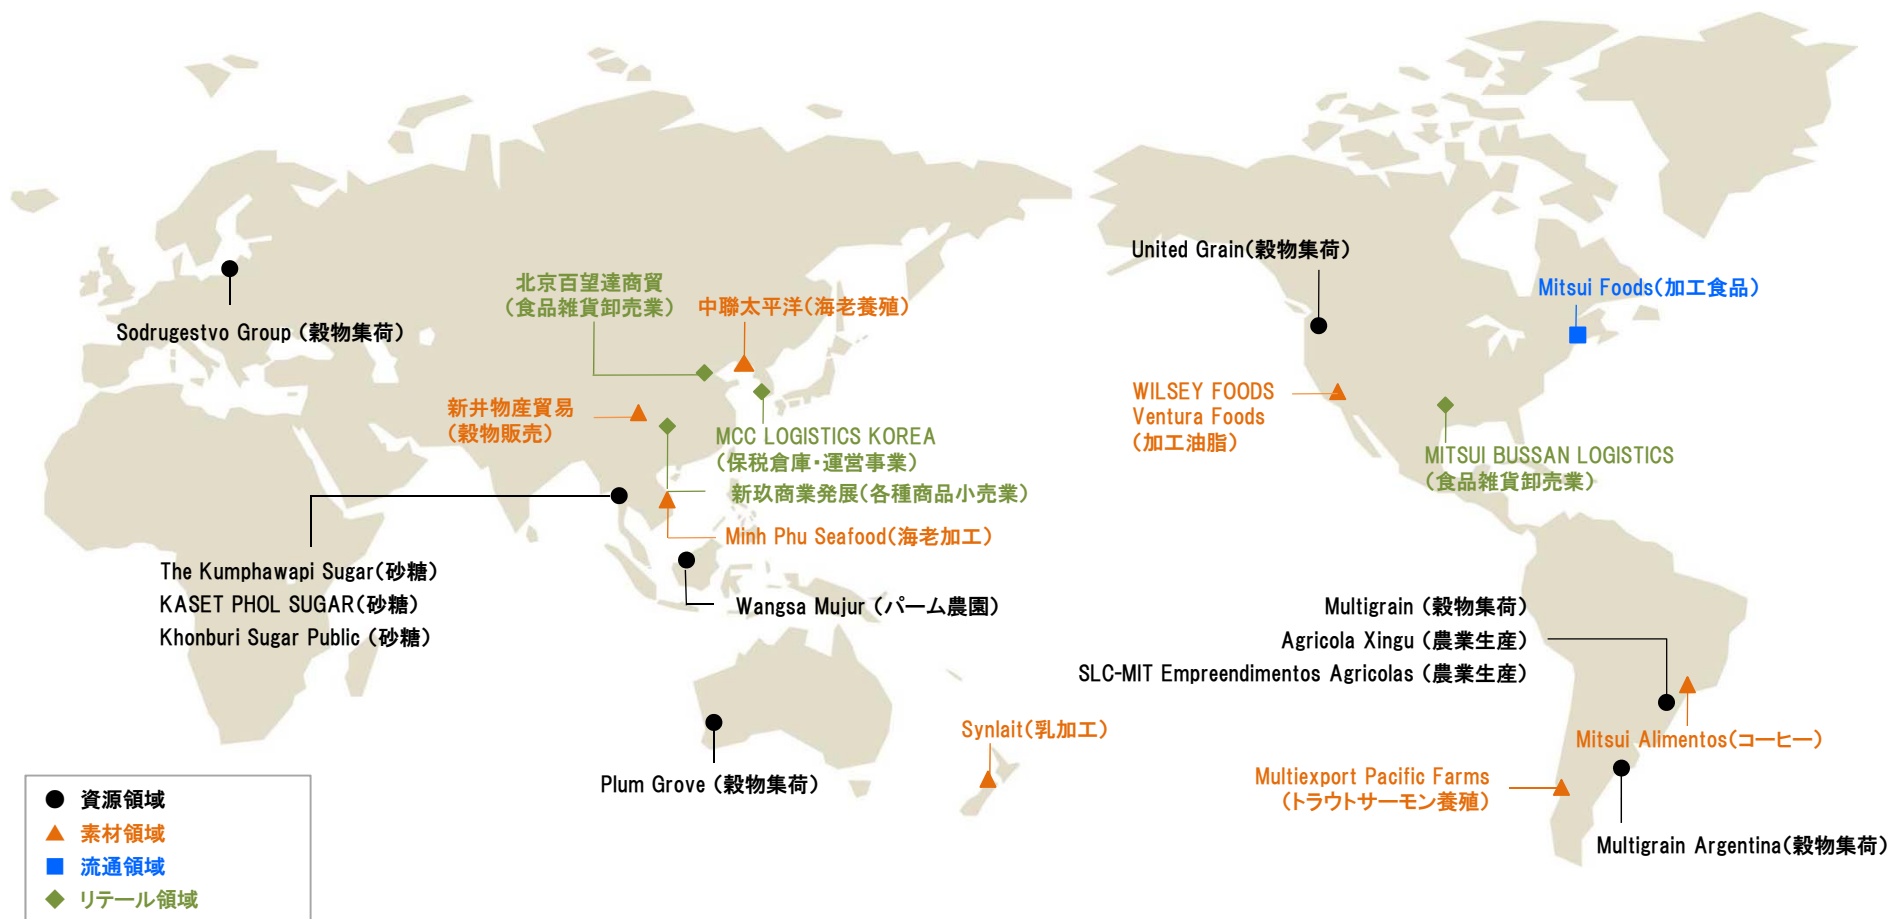 United Grain(穀物集荷)
北京百望達商貿
(食品雑貨卸売業)
中聯太平洋(海老養殖)
Mitsui Foods(加工食品)
Sodrugestvo Group (穀物集荷)
新井物産貿易
(穀物販売)
MCC LOGISTICS KOREA
(保税倉庫・運営事業)
新玖商業発展(各種商品小売業)
Minh Phu Seafood(海老加工)
WILSEY FOODS
Ventura Foods
(加工油脂)
MITSUI BUSSAN LOGISTICS
(食品雑貨卸売業)
The Kumphawapi Sugar(砂糖)
KASET PHOL SUGAR(砂糖)
Khonburi Sugar Public (砂糖)
Wangsa Mujur (パーム農園)
Multigrain (穀物集荷)
Agricola Xingu (農業生産)
SLC-MIT Empreendimentos Agricolas (農業生産)
Synlait(乳加工)
Mitsui Alimentos(コーヒー)
Plum Grove (穀物集荷)
Multiexport Pacific Farms
(トラウトサーモン養殖)
Multigrain Argentina(穀物集荷)
資源領域
素材領域
流通領域
リテール領域